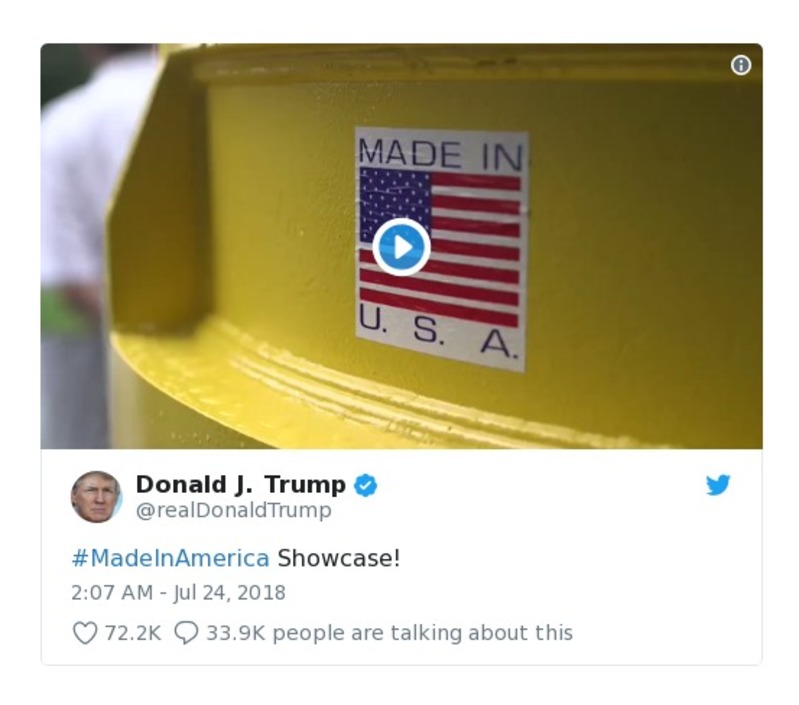 MADE IN
U. S. A.
Donald J. Trump
@realDonaldTrump
#MadeInAmerica Showcase!
2:07 AM - Jul 24, 2018
72.2K 33.9K people are talking about this